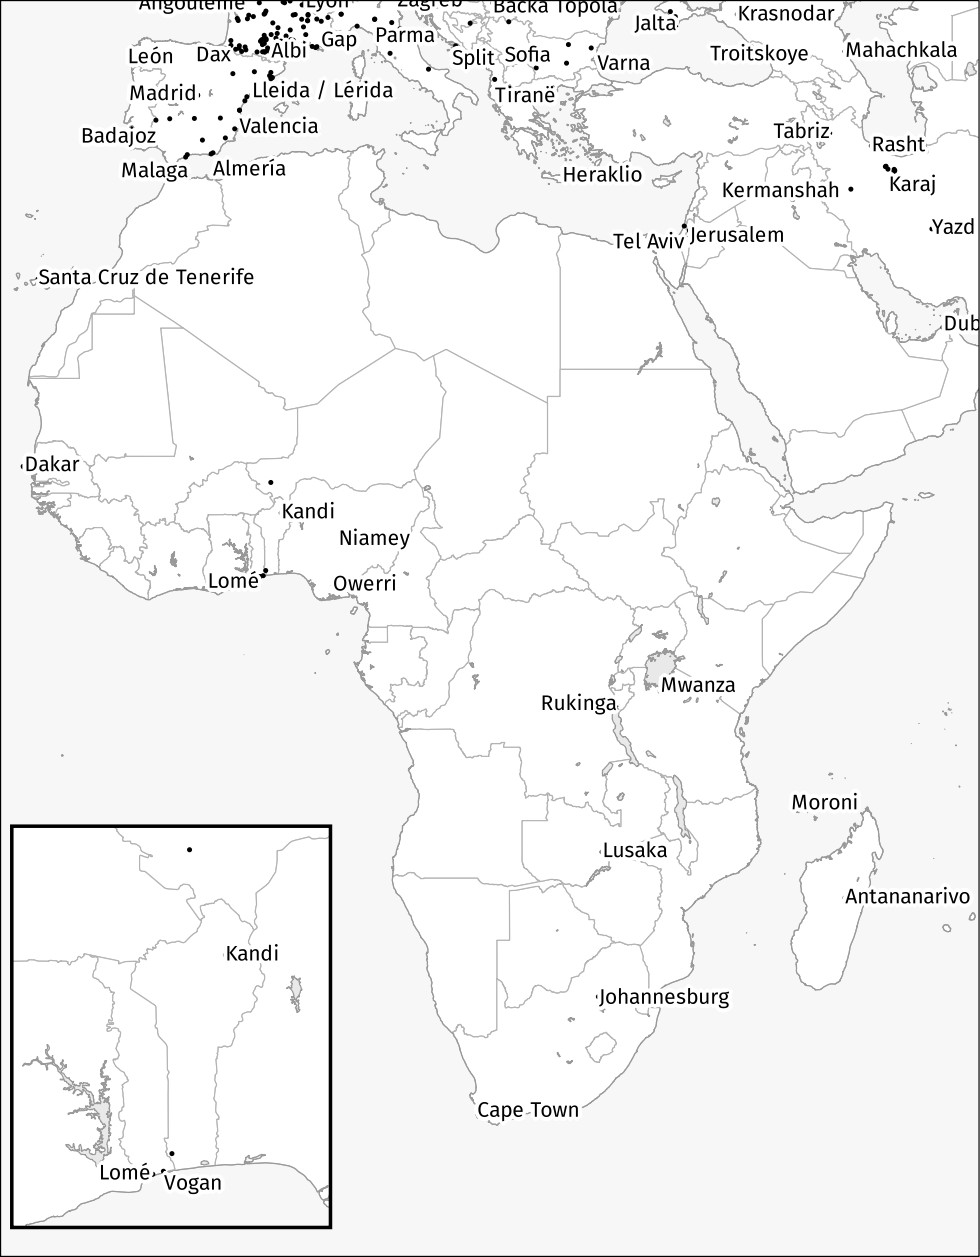 Angoulême
Lyon
Zagreb
Bačka Topola
Jalta
Krasnodar
León
Dax
Albi
Gap
Parma
Split
Sofia
Varna
Troitskoye
Mahachkala
Madrid
Lleida / Lérida
Tiranë
Badajoz
Valencia
Tabriz
Rasht
Malaga
Almería
Heraklio
Kermanshah
Karaj
Tel Aviv
Jerusalem
Yazd
Santa Cruz de Tenerife
Dub
Dakar
Kandi
Niamey
Lomé
Owerri
Rukinga
Mwanza
Moroni
Lusaka
Antananarivo
Kandi
Johannesburg
Cape Town
Lomé
Vogan